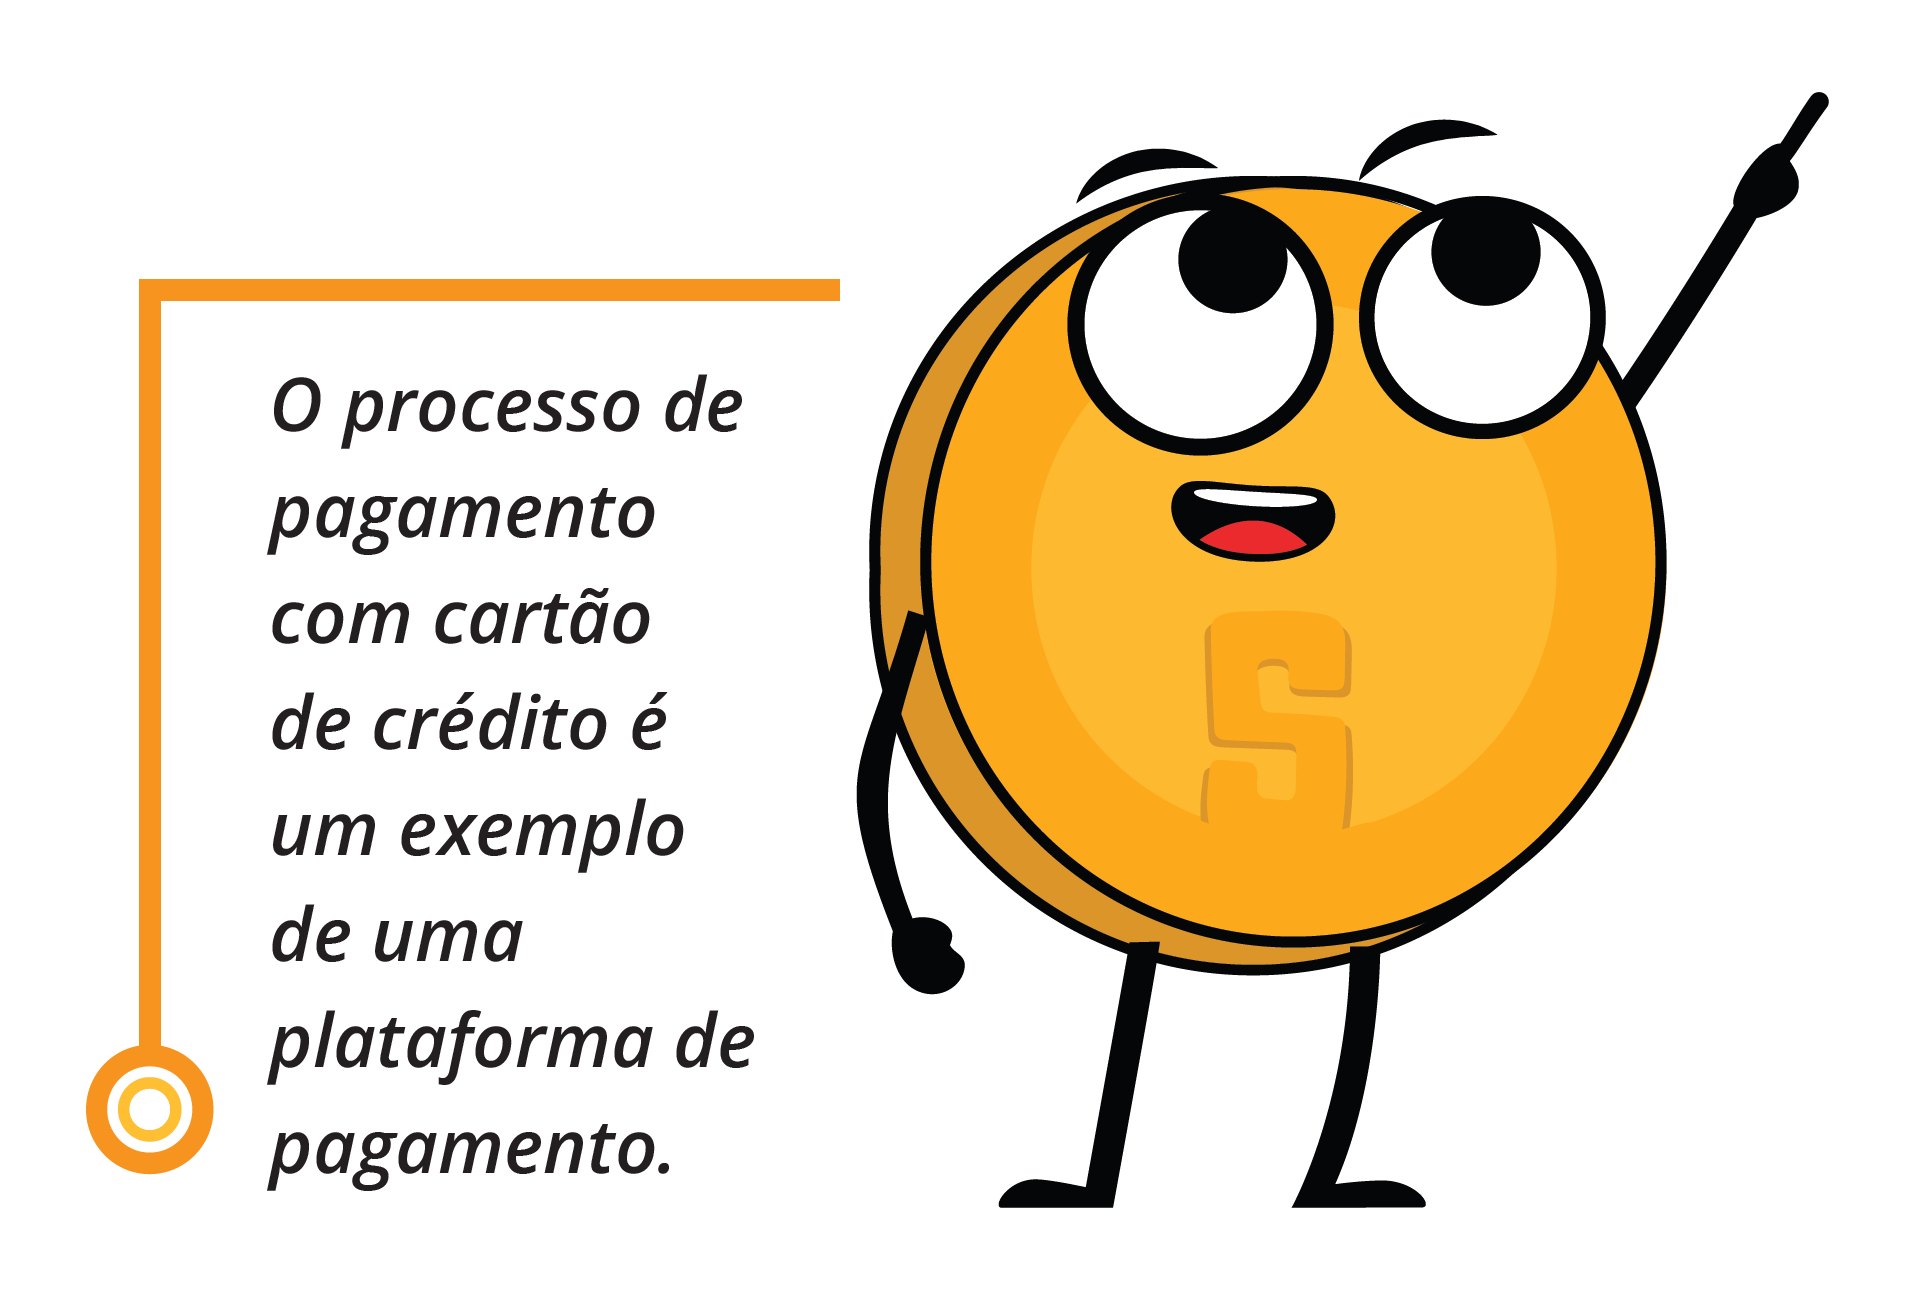 O processo de
pagamento
com cartão
de crédito é
um exemplo
de uma
plataforma de
pagamento.
S